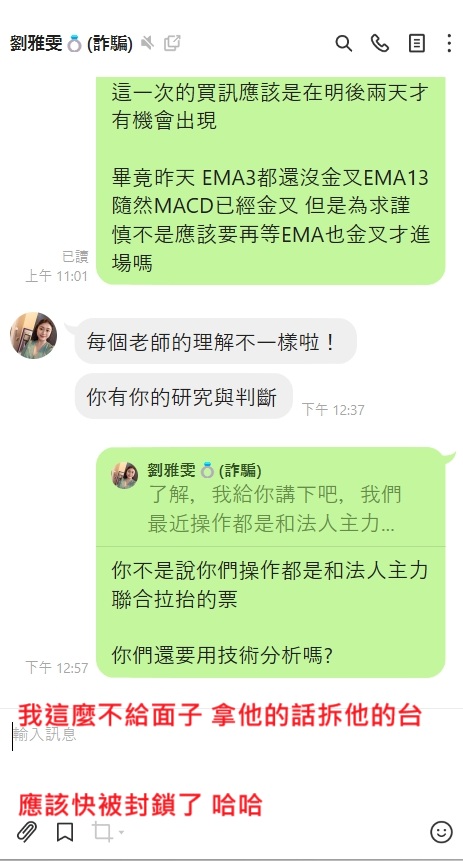 劉雅雯💍(詐騙)
這一次的買訊應該是在明後兩天才
有機會出現
畢竟昨天 EMA3都還沒金叉EMA13
隨然MACD已經金叉 但是為求謹
慎不是應該要再等EMA也金叉才進
場嗎
已讀
上午 11:01
每個老師的理解不一樣啦！
你有你的研究與判斷
下午 12:37
劉雅雯💍(詐騙)
了解， 我給你講下吧， 我們
最近操作都是和法人主力...
你不是說你們操作都是和法人主力
聯合拉抬的票
你們還要用技術分析嗎?
下午 12:57
我這麼不給面子 拿他的話拆他的台
輸入訊息
應該快被封鎖了 哈哈